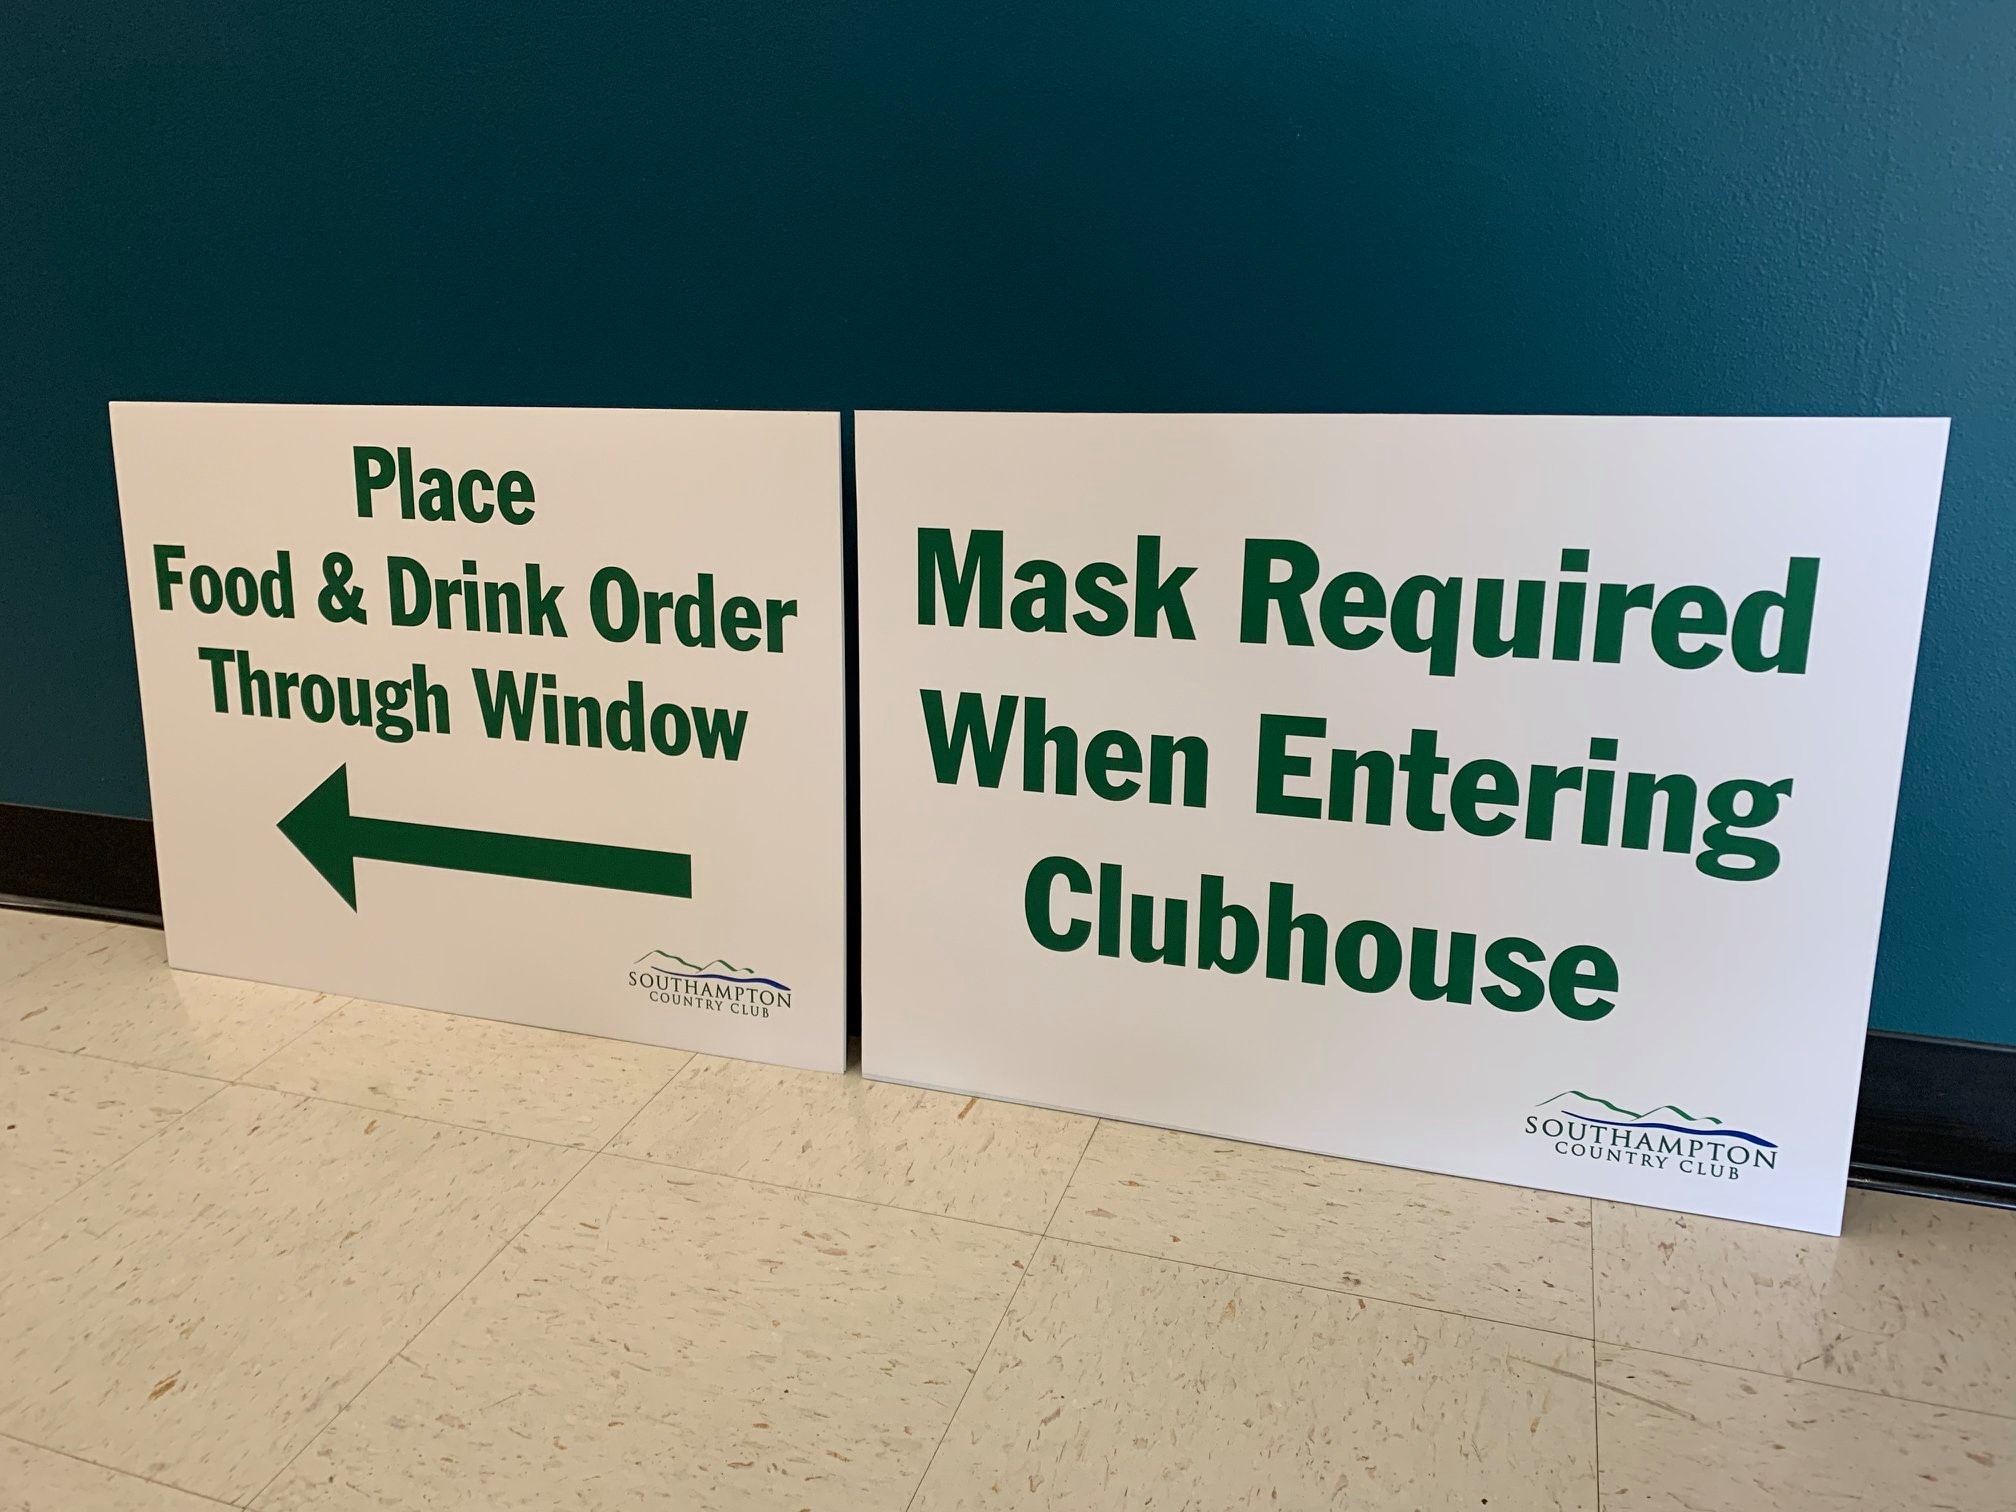 Place
Food & Drink Order
Through Window
SOUTHAMPTON
COUNTRY CLUB
Mask Required
When Entering
Clubhouse
SOUTHAMPTON
COUNTRY CLUB